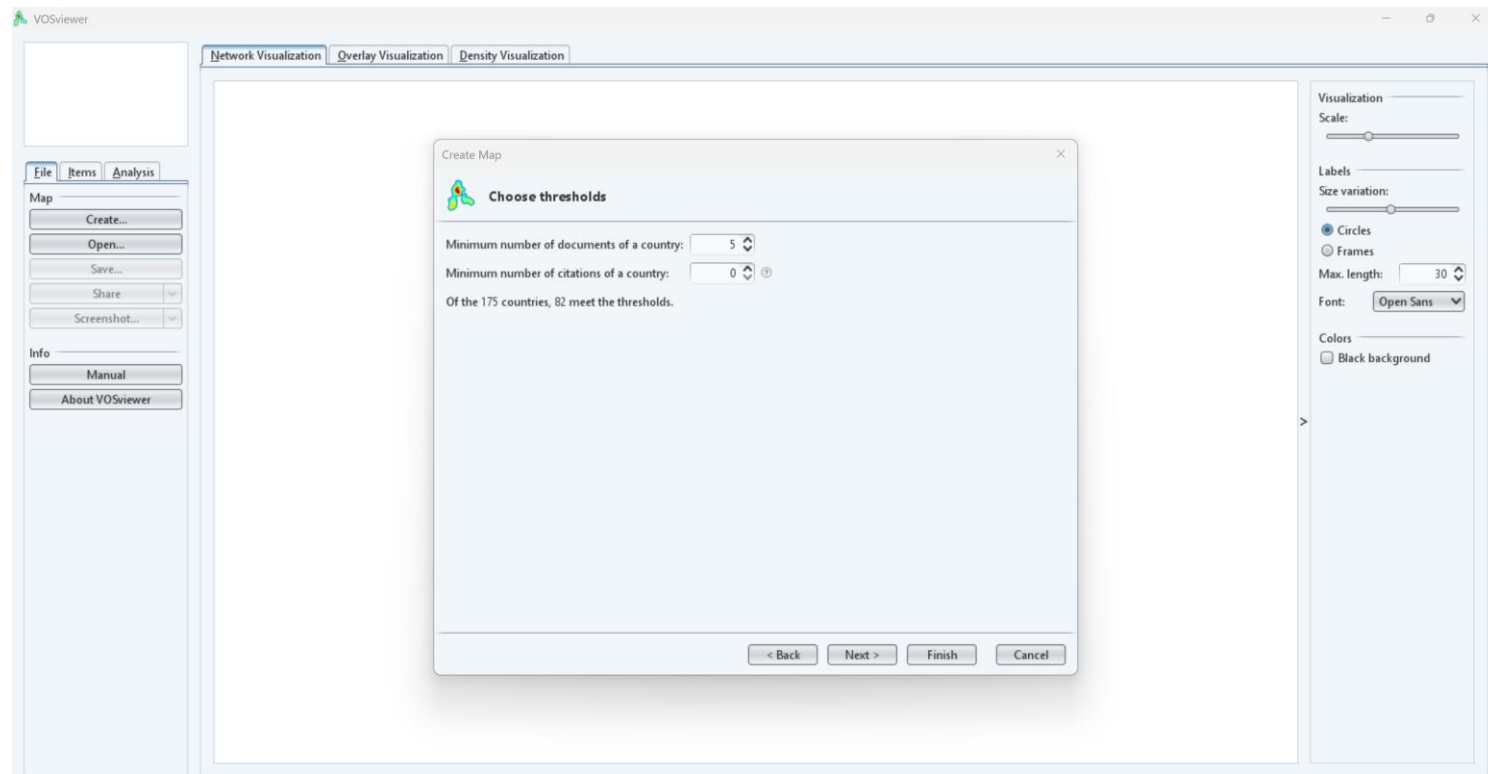 VOSviewer
Network Visualization Overlay Visualization Density Visualization
File Items Analysis
Map
Create...
Open...
Save...
Share
Screenshot...
Info
Manual
About VOSviewer
Create Map
Choose thresholds
Minimum number of documents of a country: 5
Minimum number of citations of a country: 0 ?
Of the 175 countries, 82 meet the thresholds.
< Back Next > Finish Cancel
>
Visualization
Scale:
Labels
Size variation:
Circles
Frames
Max. length: 30
Font: Open Sans
Colors
Black background